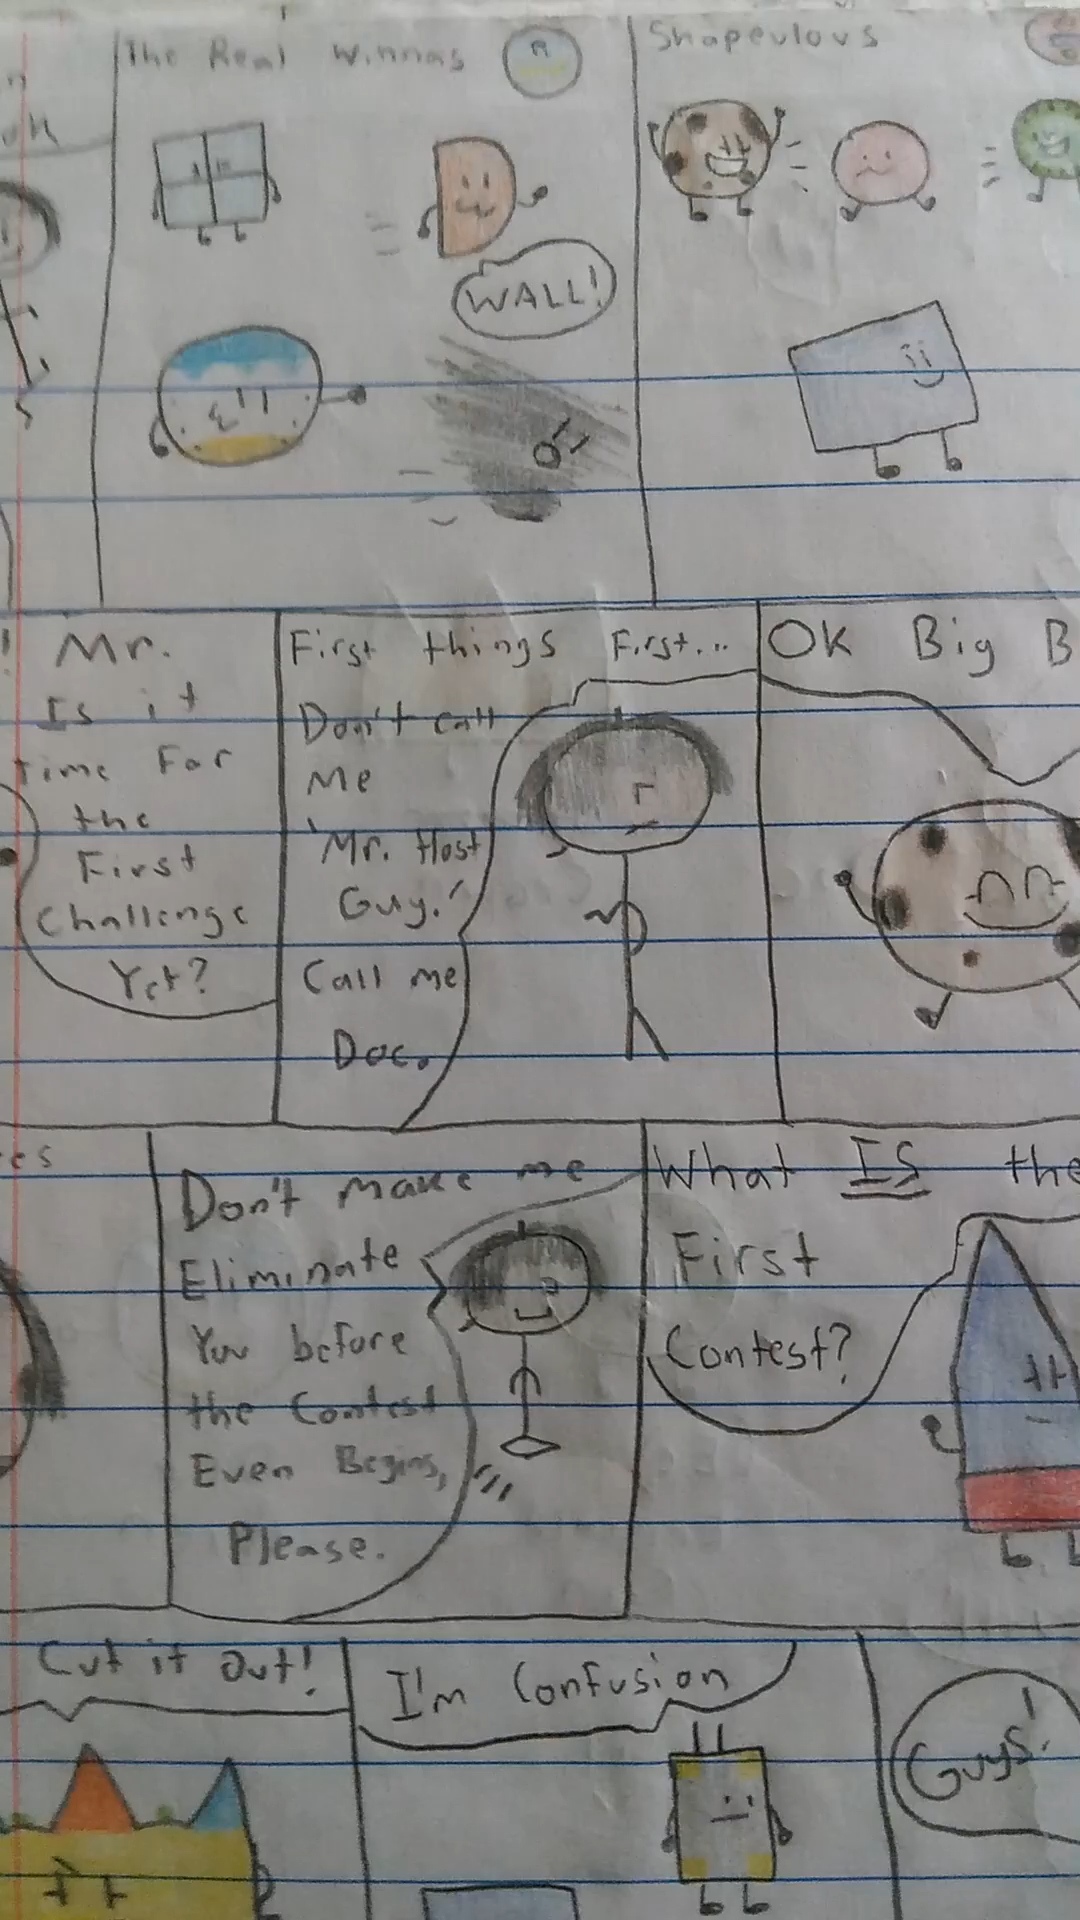 The Real Winnas
R
WALL!
Shapeulous
! Mr.
Is it
time For
the
First
Challenge
Yet?
First things First...
Don't call
Me
'Mr. Host
Guy.'
Call me
Doc.
OK Big B
es
Don't make me
Eliminate
You before
the Contest
Even Begins,
Please.
What IS the
First
Contest?
Cut it Out!
I'm Confusion
Guys!